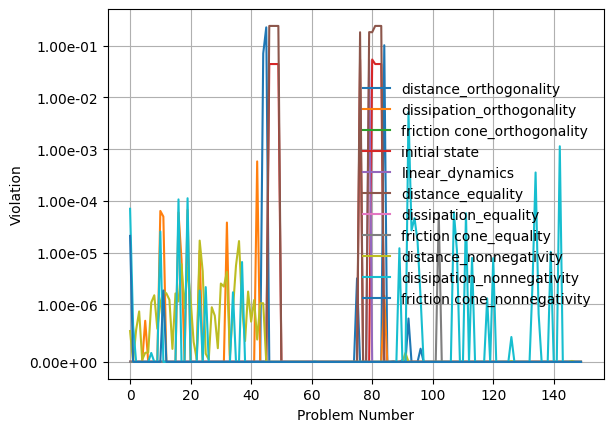 1.00e-01
1.00e-02
1.00e-03
1.00e-04
1.00e-05
1.00e-06
0.00e+00
Violation
distance_orthogonality
dissipation_orthogonality
friction cone_orthogonality
initial state
linear_dynamics
distance_equality
dissipation_equality
friction cone_equality
distance_nonnegativity
dissipation_nonnegativity
friction cone_nonnegativity
0 20 40 60 80 100 120 140
Problem Number